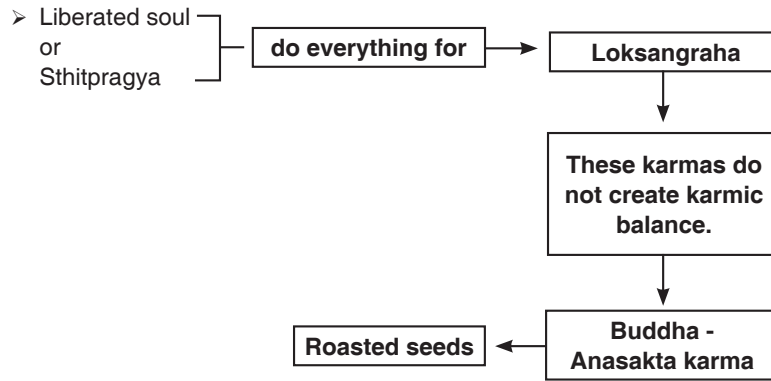 ➢ Liberated soul
or
Sthitpragya
do everything for
Loksangraha
These karmas do
not create karmic
balance.
Buddha -
Anasakta karma
Roasted seeds